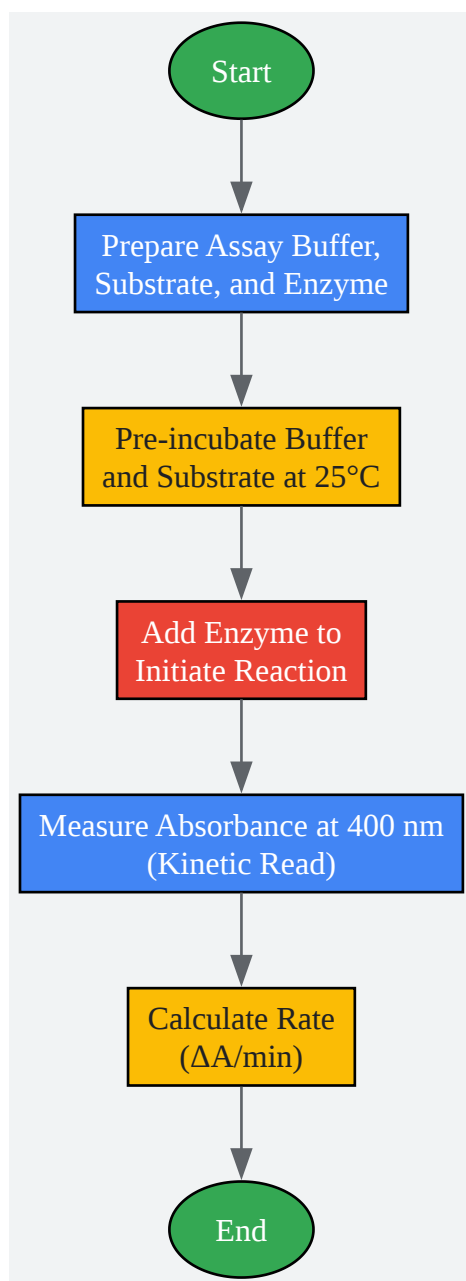 Start
Prepare Assay Buffer,
Substrate, and Enzyme
Pre-incubate Buffer
and Substrate at 25°C
Add Enzyme to
Initiate Reaction
Measure Absorbance at 400 nm
(Kinetic Read)
Calculate Rate
(ΔA/min)
End